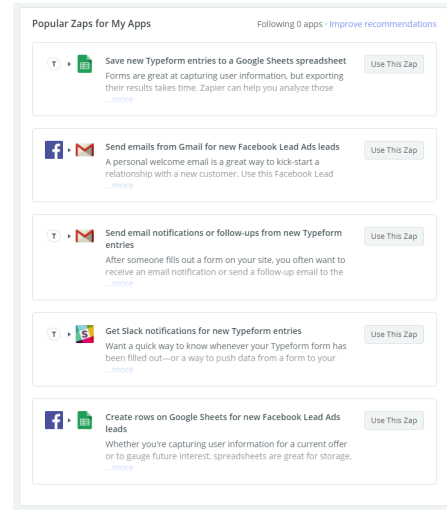 Popular Zaps for My Apps
Following 0 apps · Improve recommendations
T
Save new Typeform entries to a Google Sheets spreadsheet
Use This Zap
Forms are great at capturing user information, but exporting
their results takes time. Zapier can help you analyze those
...more
f
Send emails from Gmail for new Facebook Lead Ads leads
Use This Zap
A personal welcome email is a great way to kick-start a
relationship with a new customer. Use this Facebook Lead
...more
T
Send email notifications or follow-ups from new Typeform
entries
Use This Zap
After someone fills out a form on your site, you often want to
receive an email notification or send a follow-up email to the
...more
T
S
Get Slack notifications for new Typeform entries
Use This Zap
Want a quick way to know whenever your Typeform form has
been filled out—or a way to push data from a form to your
...more
f
Create rows on Google Sheets for new Facebook Lead Ads
leads
Use This Zap
Whether you're capturing user information for a current offer
or to gauge future interest, spreadsheets are great for storage.
...more